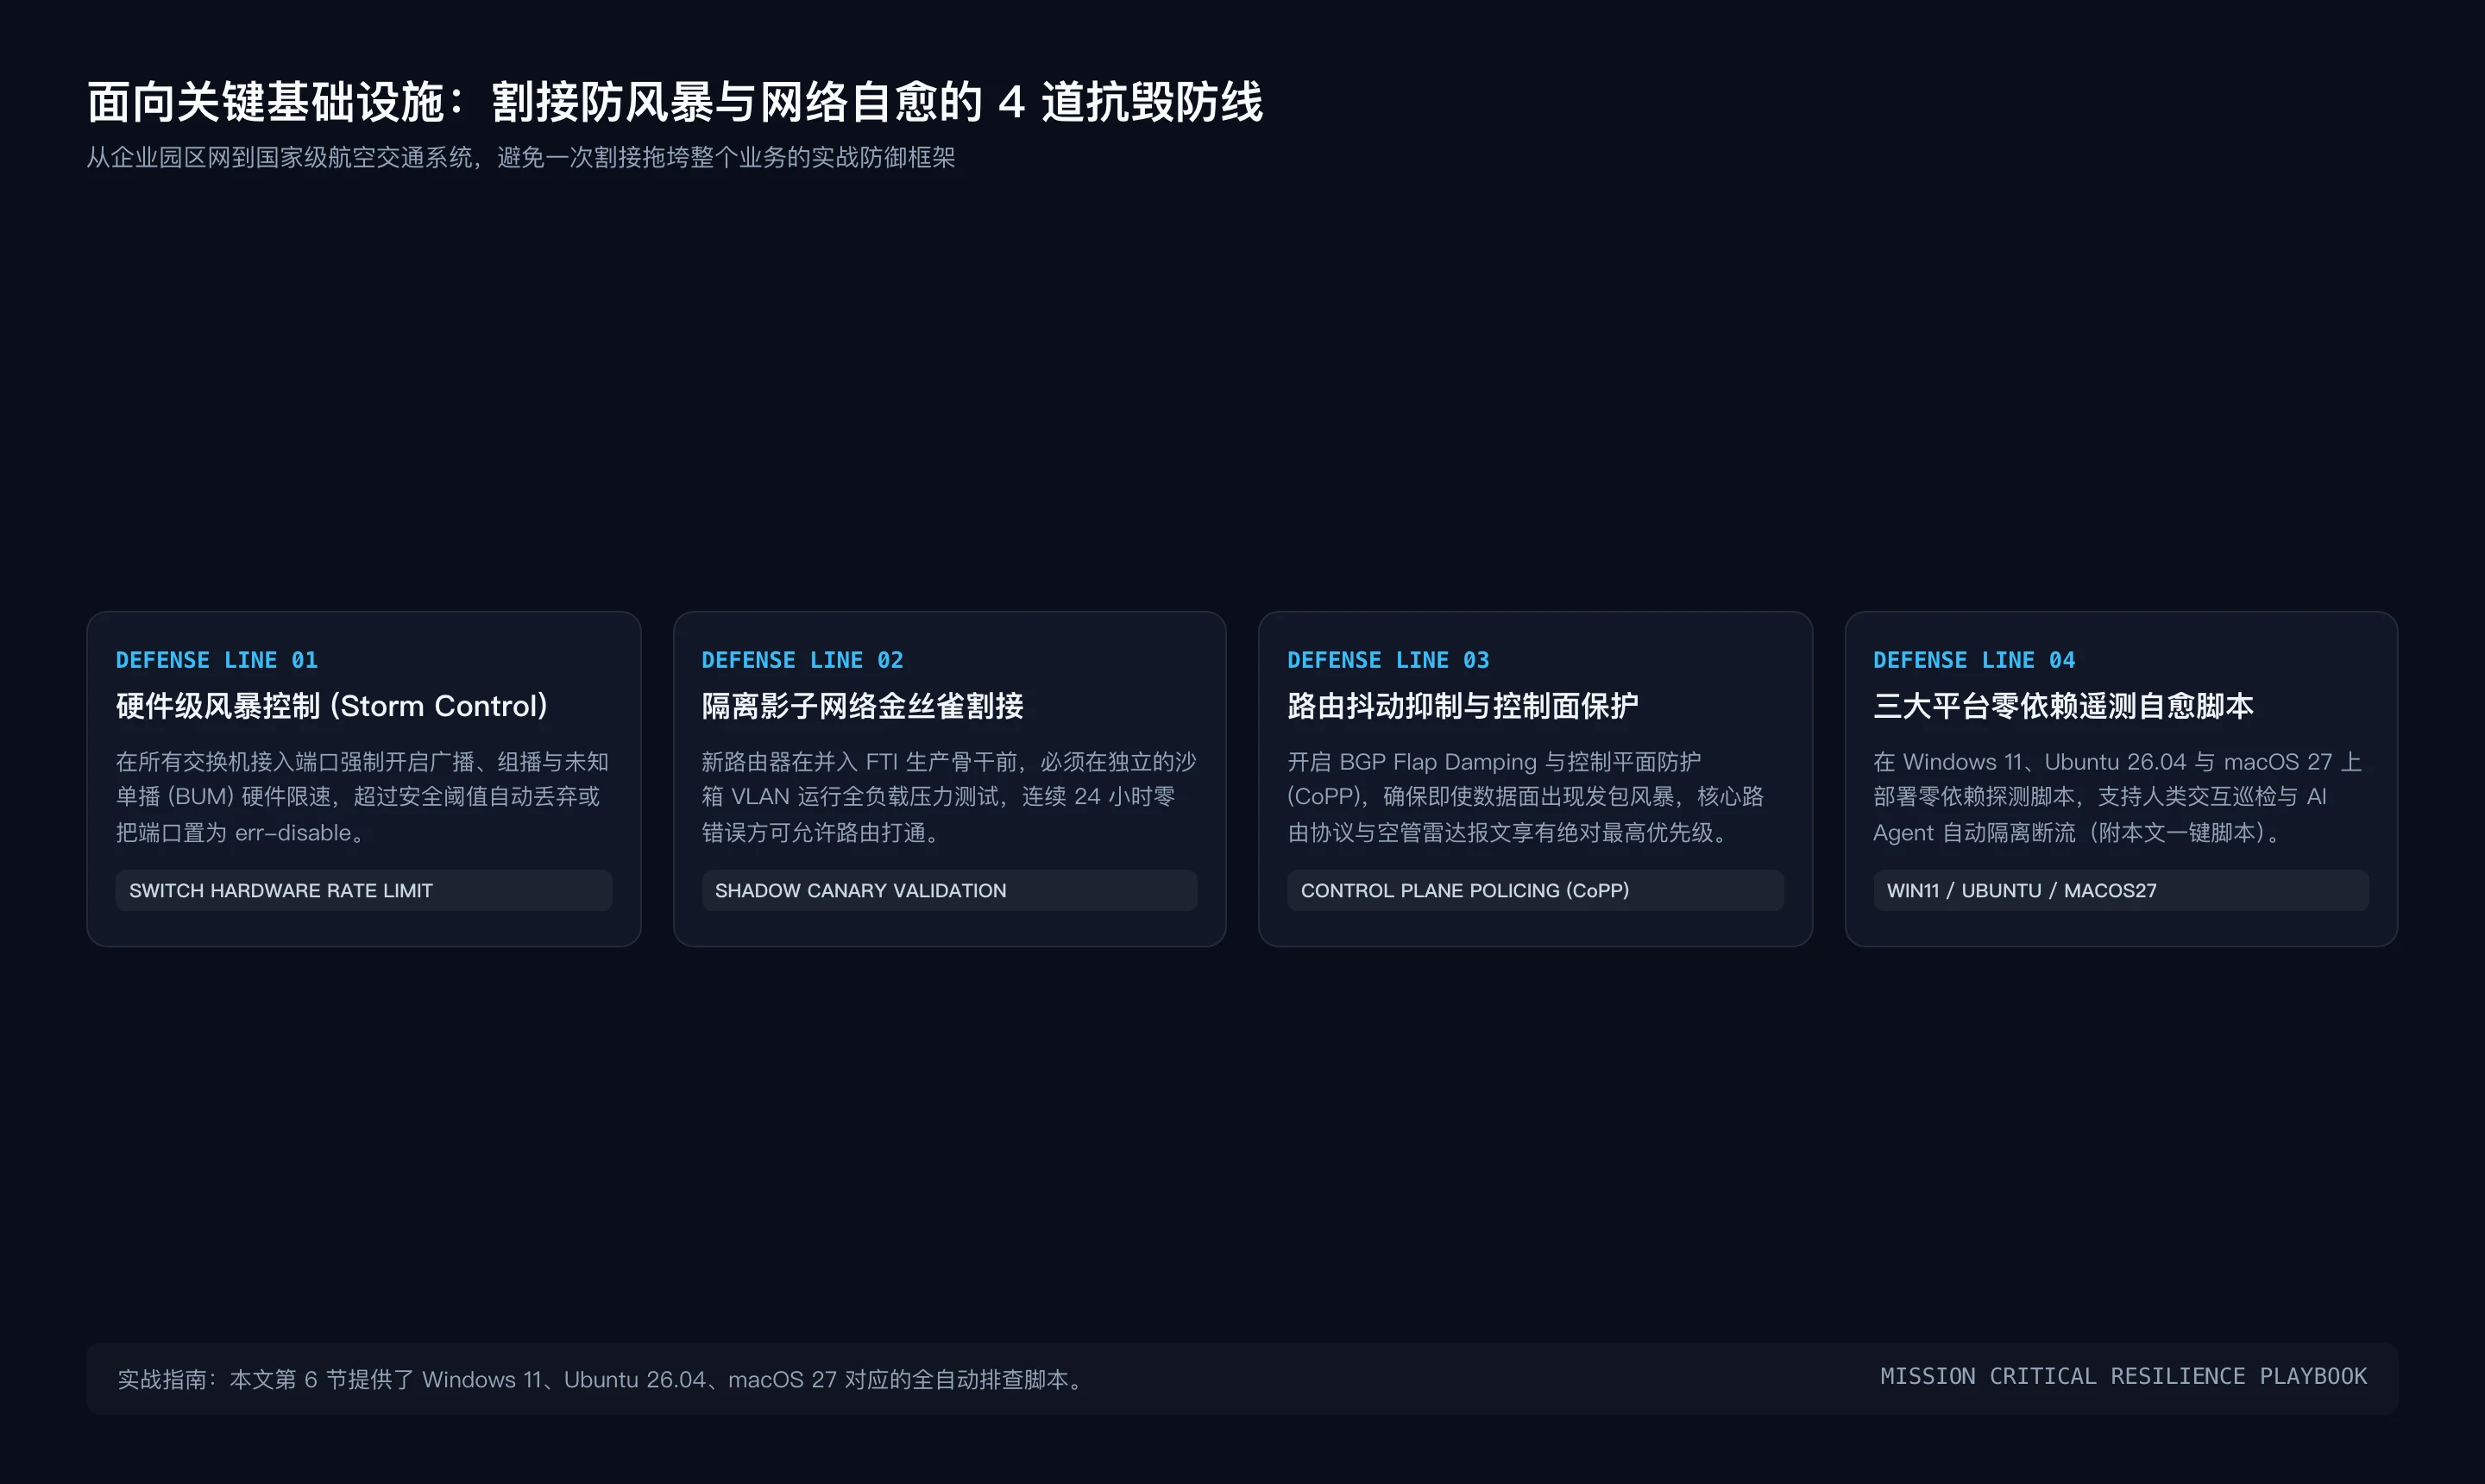 面向关键基础设施：割接防风暴与网络自愈的 4 道抗毁防线
从企业园区网到国家级航空交通系统，避免一次割接拖垮整个业务的实战防御框架
DEFENSE LINE 01
硬件级风暴控制 (Storm Control)
在所有交换机接入端口强制开启广播、组播与未知
单播 (BUM) 硬件限速，超过安全阈值自动丢弃或
把端口置为 err-disable。
SWITCH HARDWARE RATE LIMIT
DEFENSE LINE 02
隔离影子网络金丝雀割接
新路由器在并入 FTI 生产骨干前，必须在独立的沙
箱 VLAN 运行全负载压力测试，连续 24 小时零
错误方可允许路由打通。
SHADOW CANARY VALIDATION
DEFENSE LINE 03
路由抖动抑制与控制面保护
开启 BGP Flap Damping 与控制平面防护
(CoPP)，确保即使数据面出现发包风暴，核心路
由协议与空管雷达报文享有绝对最高优先级。
CONTROL PLANE POLICING (CoPP)
DEFENSE LINE 04
三大平台零依赖遥测自愈脚本
在 Windows 11、Ubuntu 26.04 与 macOS 27 上
部署零依赖探测脚本，支持人类交互巡检与 AI
Agent 自动隔离断流（附本文一键脚本）。
WIN11 / UBUNTU / MACOS27
实战指南：本文第 6 节提供了 Windows 11、Ubuntu 26.04、macOS 27 对应的全自动排查脚本。
MISSION CRITICAL RESILIENCE PLAYBOOK